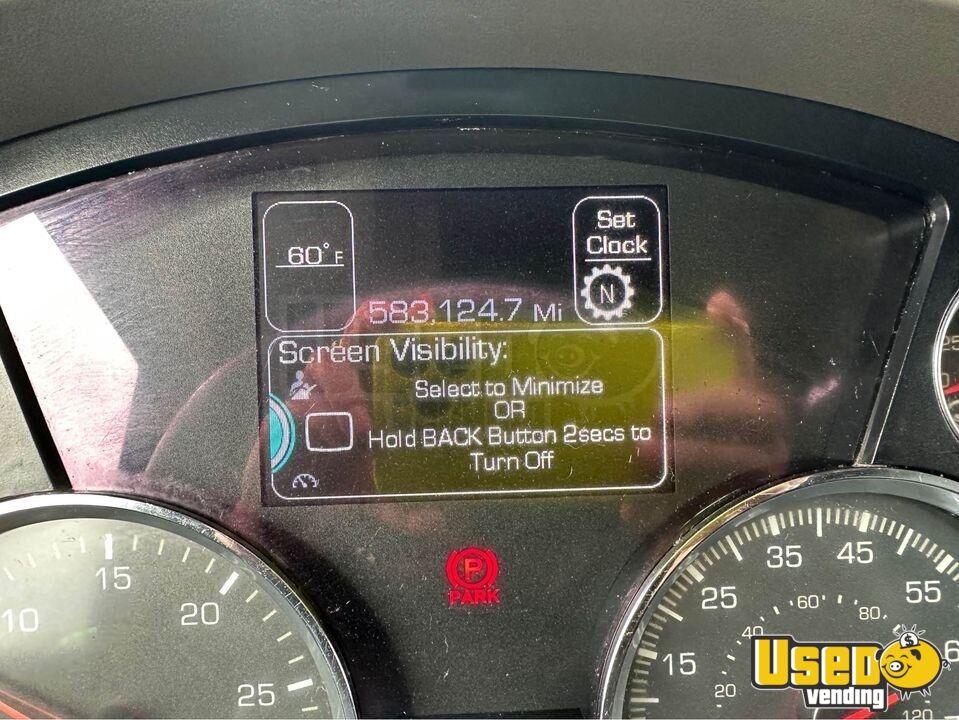 60°F
Set
Clock
N
583,124.7 Mi
Screen Visibility:
Select to Minimize
OR
Hold BACK Button 2secs to
Turn Off
P
PARK
10
15
20
25
15
25
35
45
55
20
40
60
80
120
USED
vending